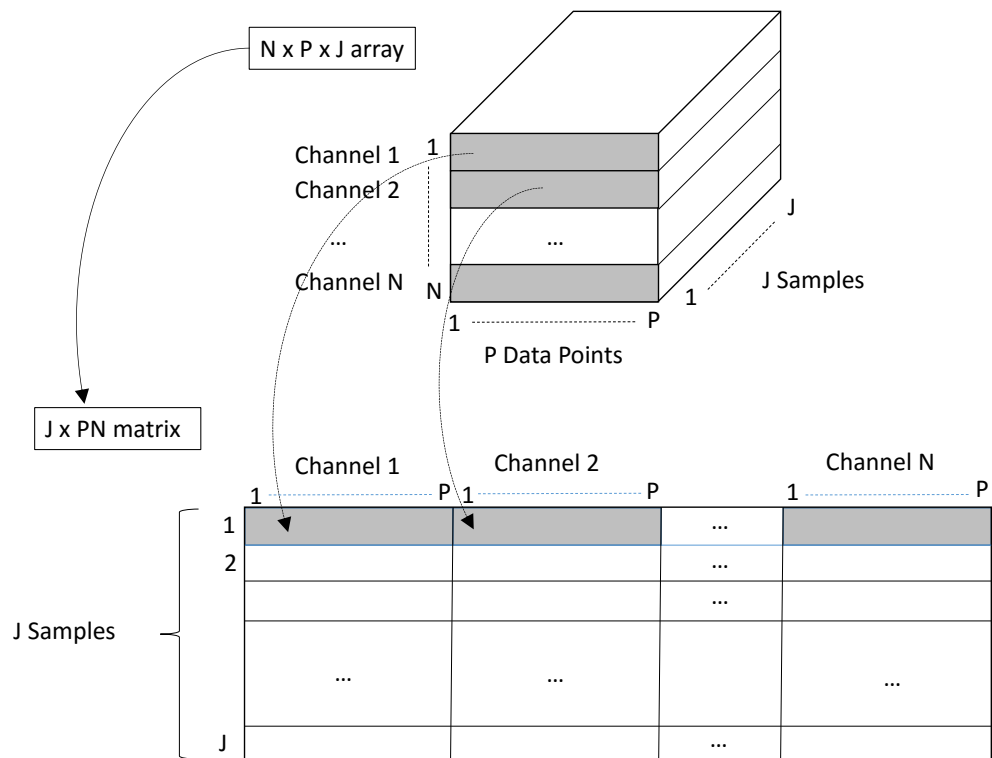 N x P x J array
Channel 1 1
Channel 2
... ...
Channel N N
J
1
J Samples
1 P
P Data Points
J x PN matrix
Channel 1 Channel 2 Channel N
1 P 1 P 1 P
1 ...
2 ...
...
J Samples
... ... ...
J ...